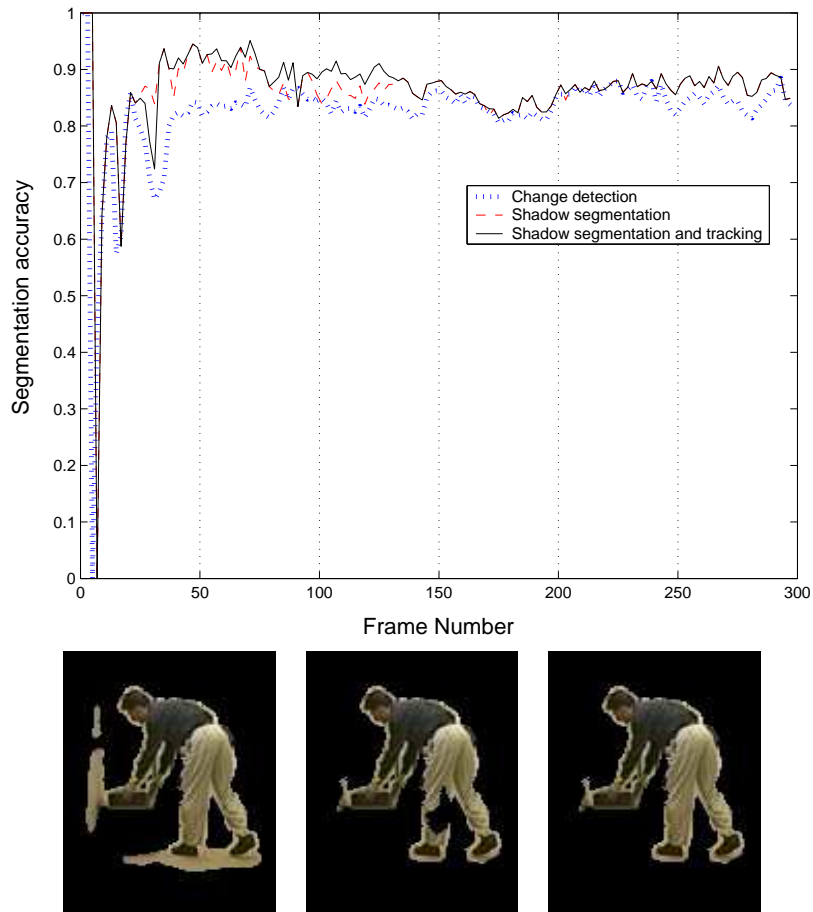 1
0.9
0.8
0.7
0.6
0.5
0.4
0.3
0.2
0.1
0
Segmentation accuracy
Change detection
Shadow segmentation
Shadow segmentation and tracking
0 50 100 150 200 250 300
Frame Number